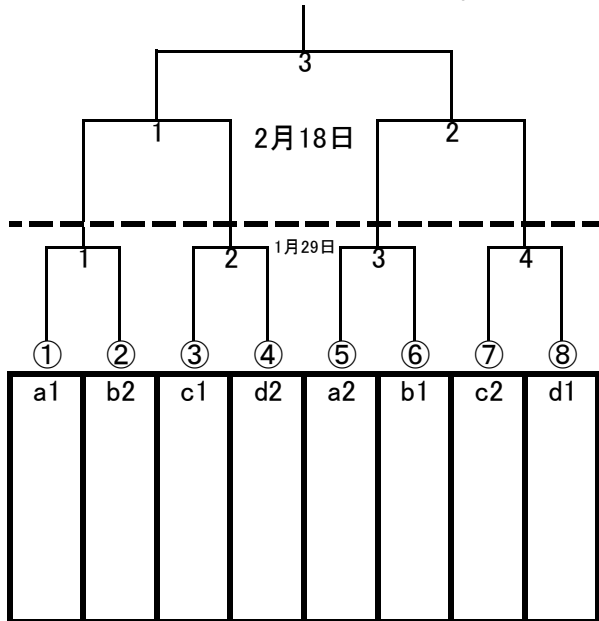 3
1 2月18日 2
1 2 1月29日 3 4
① ② ③ ④ ⑤ ⑥ ⑦ ⑧
a1 b2 c1 d2 a2 b1 c2 d1